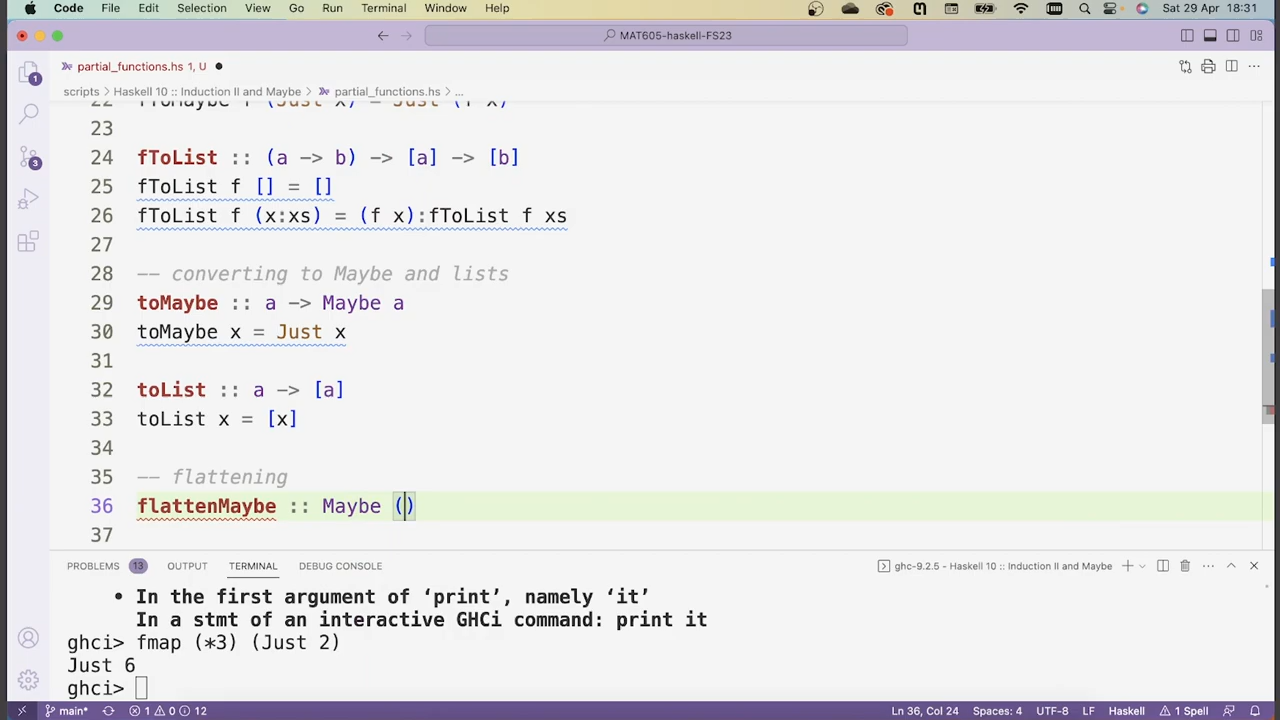 Code File Edit Selection View Go Run Terminal Window Help Sat 29 Apr 18:31
MAT605-haskell-FS23
partial_functions.hs 1, U
scripts > Haskell 10 :: Induction II and Maybe > partial_functions.hs > ...
22 fToMaybe f (Just x) = Just (f x)
23
24 fToList :: (a -> b) -> [a] -> [b]
25 fToList f [] = []
26 fToList f (x:xs) = (f x):fToList f xs
27
28 -- converting to Maybe and lists
29 toMaybe :: a -> Maybe a
30 toMaybe x = Just x
31
32 toList :: a -> [a]
33 toList x = [x]
34
35 -- flattening
36 flattenMaybe :: Maybe ()
37
PROBLEMS 13 OUTPUT TERMINAL DEBUG CONSOLE ghc-9.2.5 - Haskell 10 :: Induction II and Maybe
• In the first argument of ‘print’, namely ‘it’
In a stmt of an interactive GHCi command: print it
ghci> fmap (*3) (Just 2)
Just 6
ghci>
main* 1 0 12 Ln 36, Col 24 Spaces: 4 UTF-8 LF Haskell 1 Spell